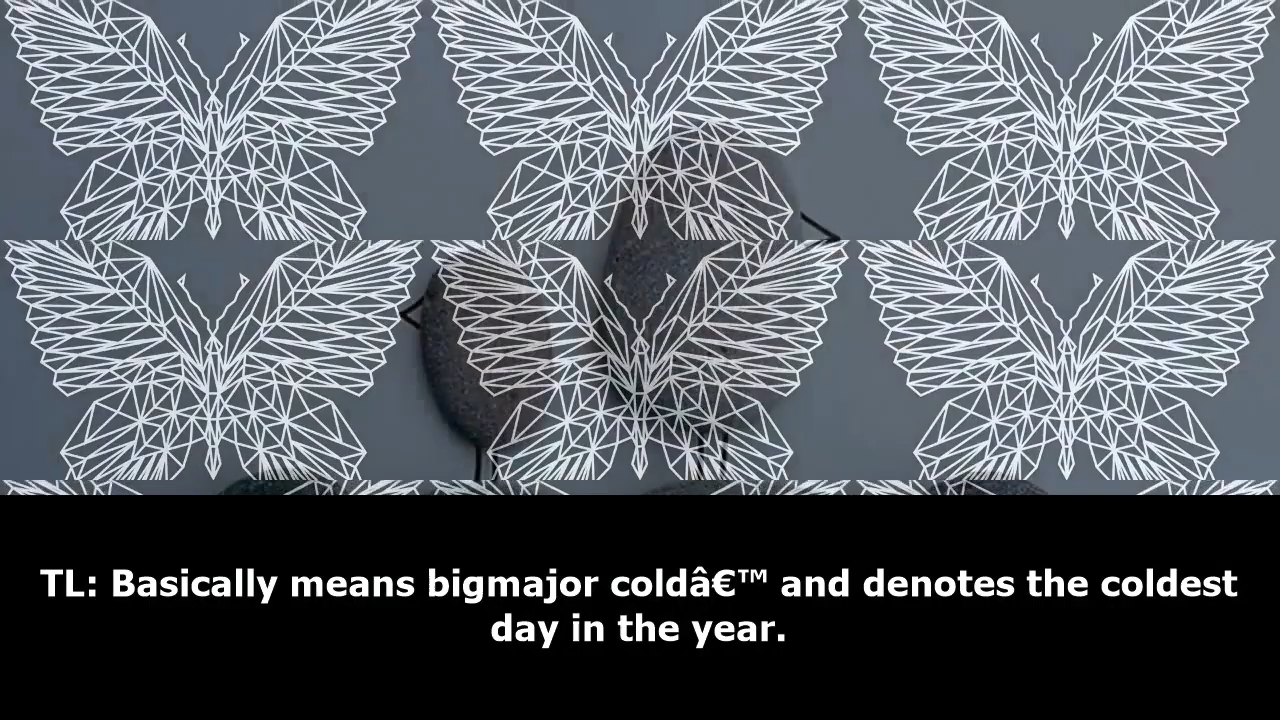 TL: Basically means bigmajor coldâ€™ and denotes the coldest
day in the year.